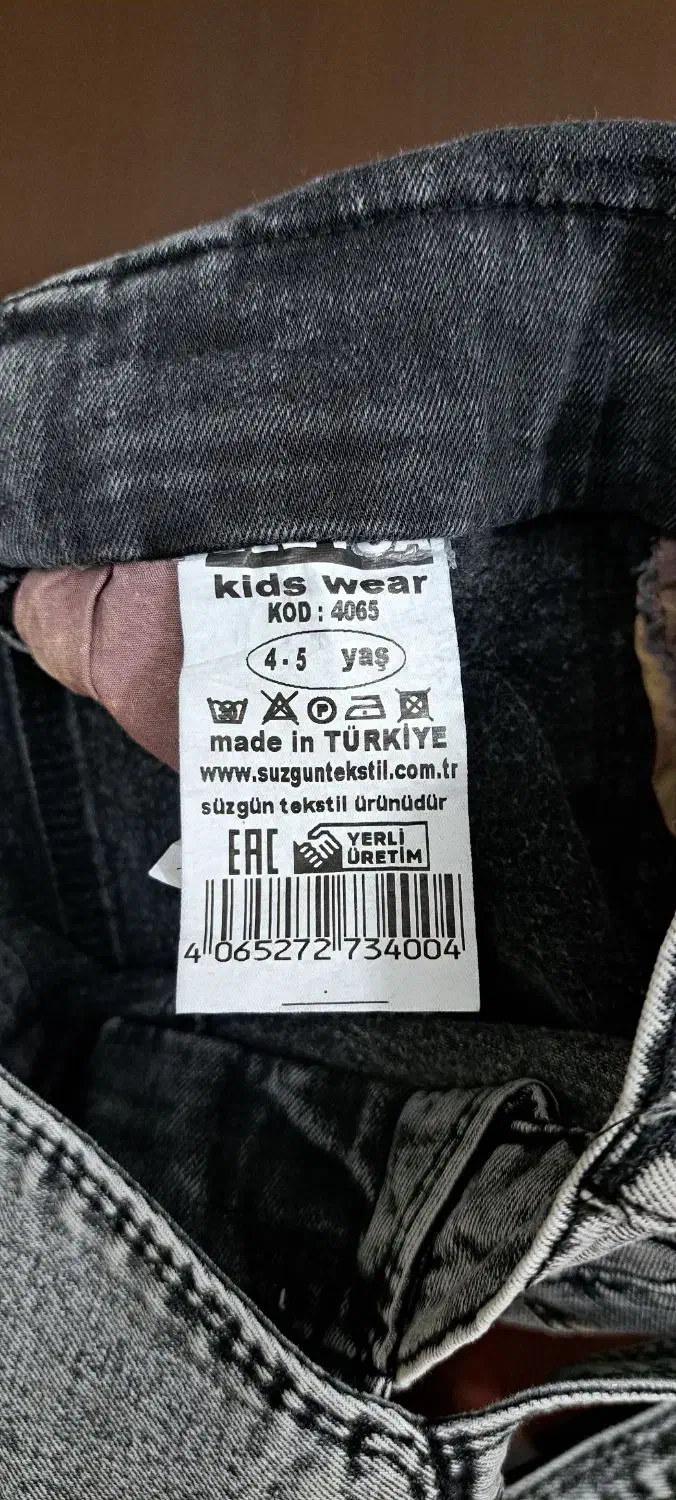 kids wear
KOD : 4065
4 - 5 yaş
made in TÜRKİYE
www.suzguntekstil.com.tr
süzgün tekstil ürünüdür
EAC YERLİ
ÜRETİM
4 065272 734004